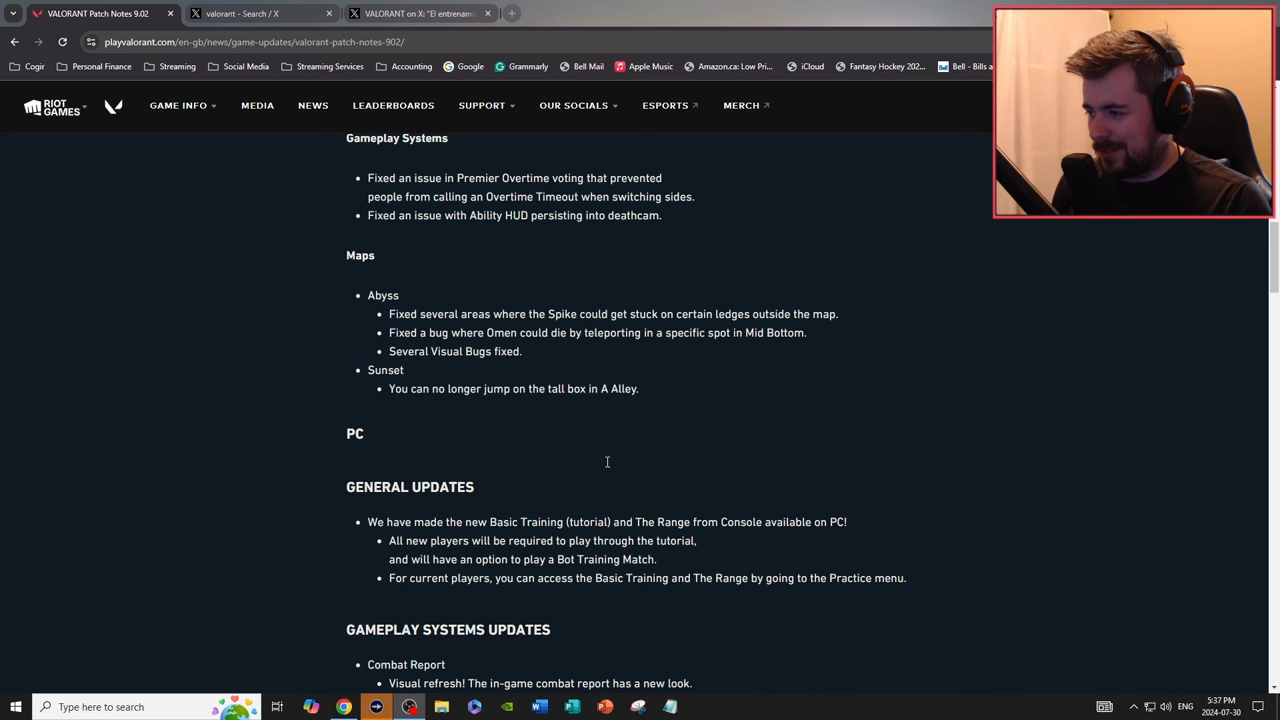 VALORANT Patch Notes 9.02
valorant - Search / X
VALORANT on X: "El entrenami
playvalorant.com/en-gb/news/game-updates/valorant-patch-notes-902/
Cogir
Personal Finance
Streaming
Social Media
Streaming Services
Accounting
Google
Grammarly
Bell Mail
Apple Music
Amazon.ca: Low Pri...
iCloud
Fantasy Hockey 202...
Bell - Bills a
RIOT GAMES
GAME INFO
MEDIA
NEWS
LEADERBOARDS
SUPPORT
OUR SOCIALS
ESPORTS
MERCH
Gameplay Systems
Fixed an issue in Premier Overtime voting that prevented
people from calling an Overtime Timeout when switching sides.
Fixed an issue with Ability HUD persisting into deathcam.
Maps
Abyss
Fixed several areas where the Spike could get stuck on certain ledges outside the map.
Fixed a bug where Omen could die by teleporting in a specific spot in Mid Bottom.
Several Visual Bugs fixed.
Sunset
You can no longer jump on the tall box in A Alley.
PC
GENERAL UPDATES
We have made the new Basic Training (tutorial) and The Range from Console available on PC!
All new players will be required to play through the tutorial,
and will have an option to play a Bot Training Match.
For current players, you can access the Basic Training and The Range by going to the Practice menu.
GAMEPLAY SYSTEMS UPDATES
Combat Report
Visual refresh! The in-game combat report has a new look.
Type here to search
ENG
5:37 PM
2024-07-30